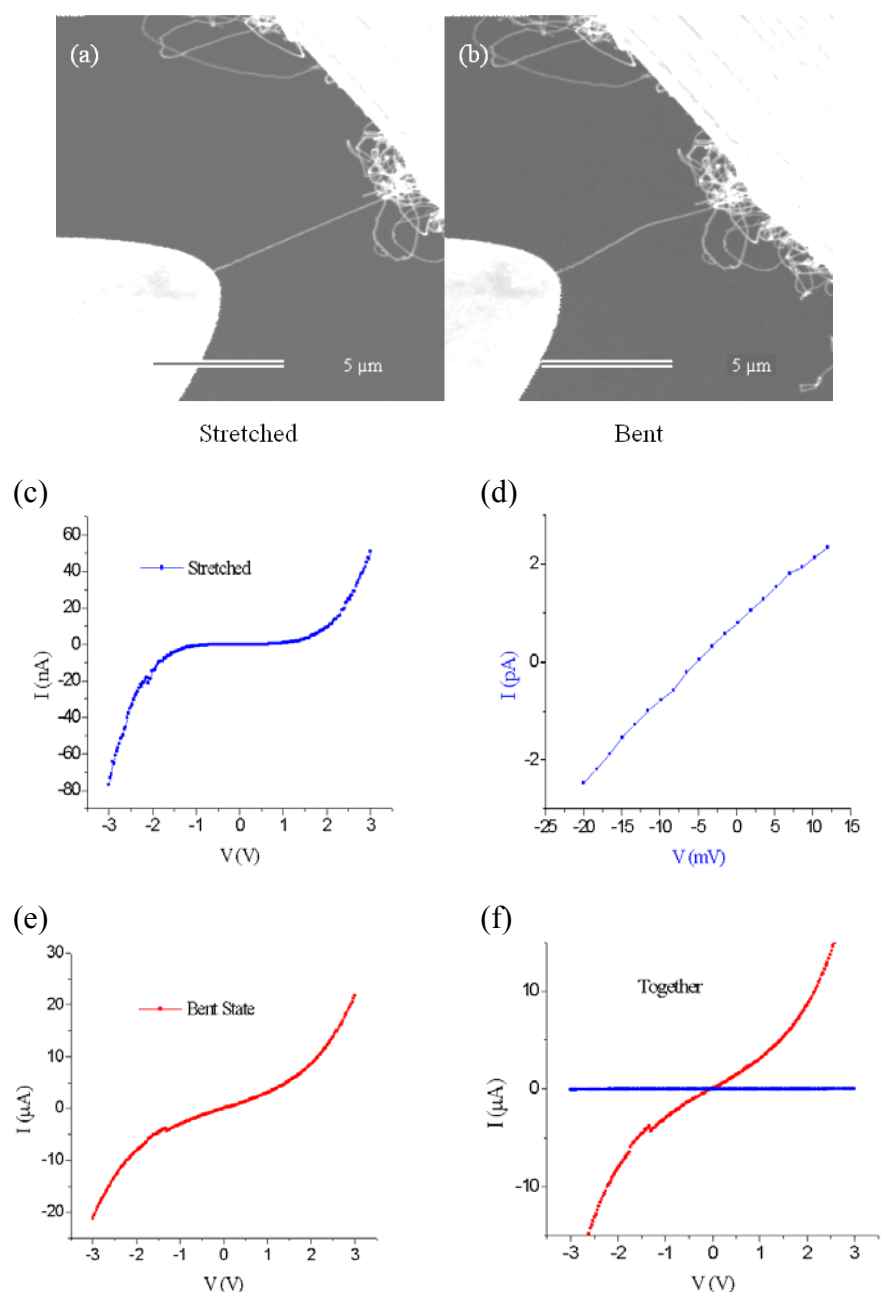 (a) (b)
5 µm 5 µm
Stretched Bent
(c) (d)
60
40
20
0
-20
-40
-60
-80
I (nA)
Stretched
-3 -2 -1 0 1 2 3
V (V)
2
0
-2
I (pA)
-25 -20 -15 -10 -5 0 5 10 15
V (mV)
(e) (f)
30
20
10
0
-10
-20
I (µA)
Bent State
-3 -2 -1 0 1 2 3
V (V)
10
0
-10
I (µA)
Together
-3 -2 -1 0 1 2 3
V (V)